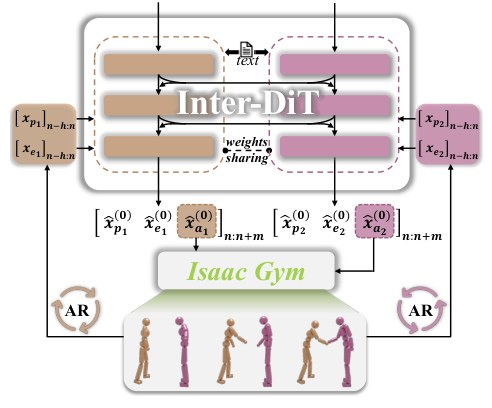 text
Inter-DiT
[x_{p_1}]_{n-h:n}
[x_{e_1}]_{n-h:n}
[x_{p_2}]_{n-h:n}
[x_{e_2}]_{n-h:n}
weights
sharing
[x̂_{p_1}^{(0)} x̂_{e_1}^{(0)} x̂_{a_1}^{(0)}]_{n:n+m}
[x̂_{p_2}^{(0)} x̂_{e_2}^{(0)} x̂_{a_2}^{(0)}]_{n:n+m}
Isaac Gym
AR
AR